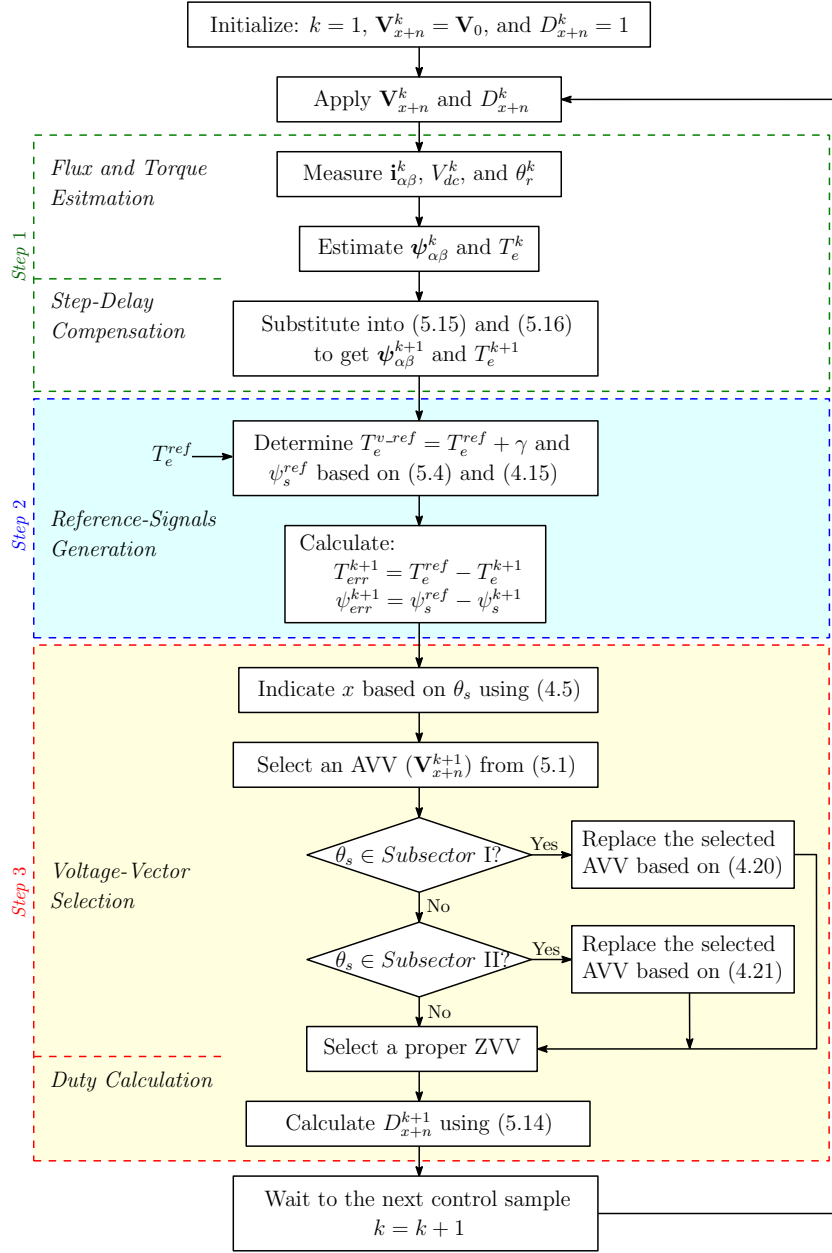 Initialize: k = 1, V^k_{x+n} = V_0, and D^k_{x+n} = 1
Apply V^k_{x+n} and D^k_{x+n}
Step 1
Flux and Torque
Esitmation
Measure i^k_{αβ}, V^k_{dc}, and θ^k_r
Estimate ψ^k_{αβ} and T^k_e
Step-Delay
Compensation
Substitute into (5.15) and (5.16)
to get ψ^{k+1}_{αβ} and T^{k+1}_e
Step 2
T^{ref}_e
Determine T^{v_ref}_e = T^{ref}_e + γ and
ψ^{ref}_s based on (5.4) and (4.15)
Reference-Signals
Generation
Calculate:
T^{k+1}_{err} = T^{ref}_e − T^{k+1}_e
ψ^{k+1}_{err} = ψ^{ref}_s − ψ^{k+1}_s
Step 3
Indicate x based on θ_s using (4.5)
Select an AVV (V^{k+1}_{x+n}) from (5.1)
Voltage-Vector
Selection
θ_s ∈ Subsector I?
Yes
Replace the selected
AVV based on (4.20)
No
θ_s ∈ Subsector II?
Yes
Replace the selected
AVV based on (4.21)
No
Select a proper ZVV
Duty Calculation
Calculate D^{k+1}_{x+n} using (5.14)
Wait to the next control sample
k = k + 1